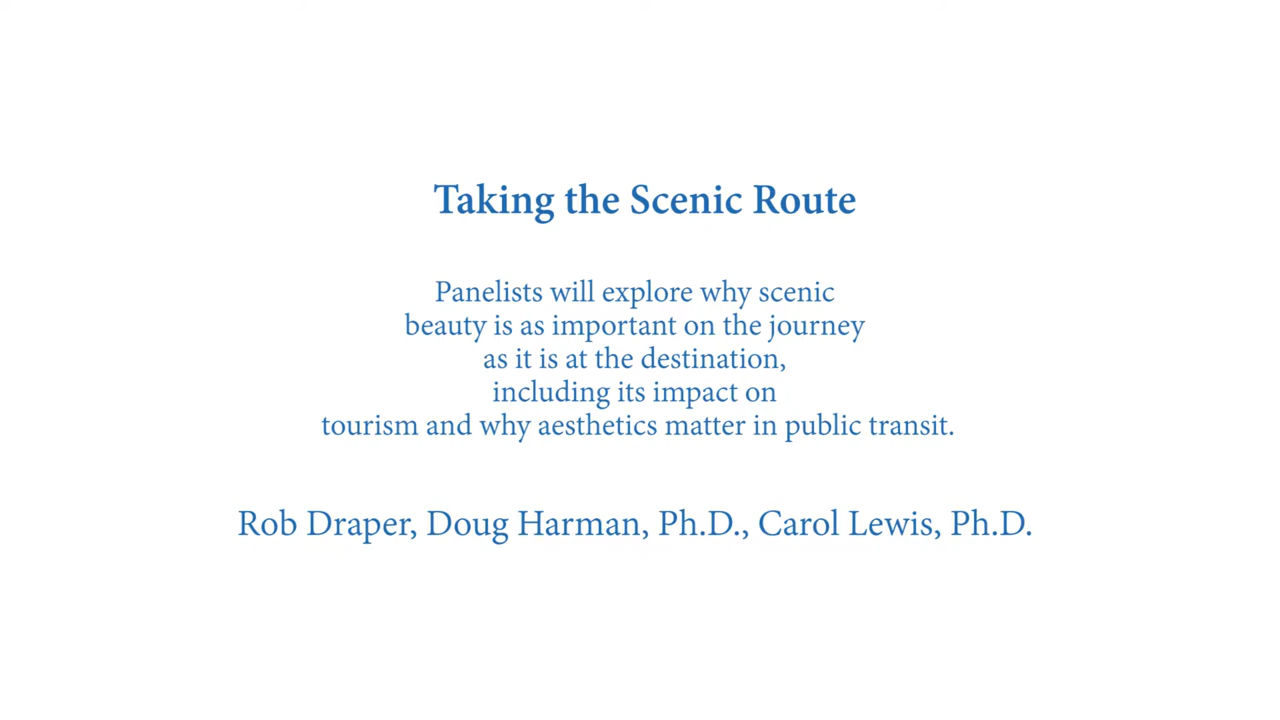 Taking the Scenic Route
Panelists will explore why scenic
beauty is as important on the journey
as it is at the destination,
including its impact on
tourism and why aesthetics matter in public transit.
Rob Draper, Doug Harman, Ph.D., Carol Lewis, Ph.D.